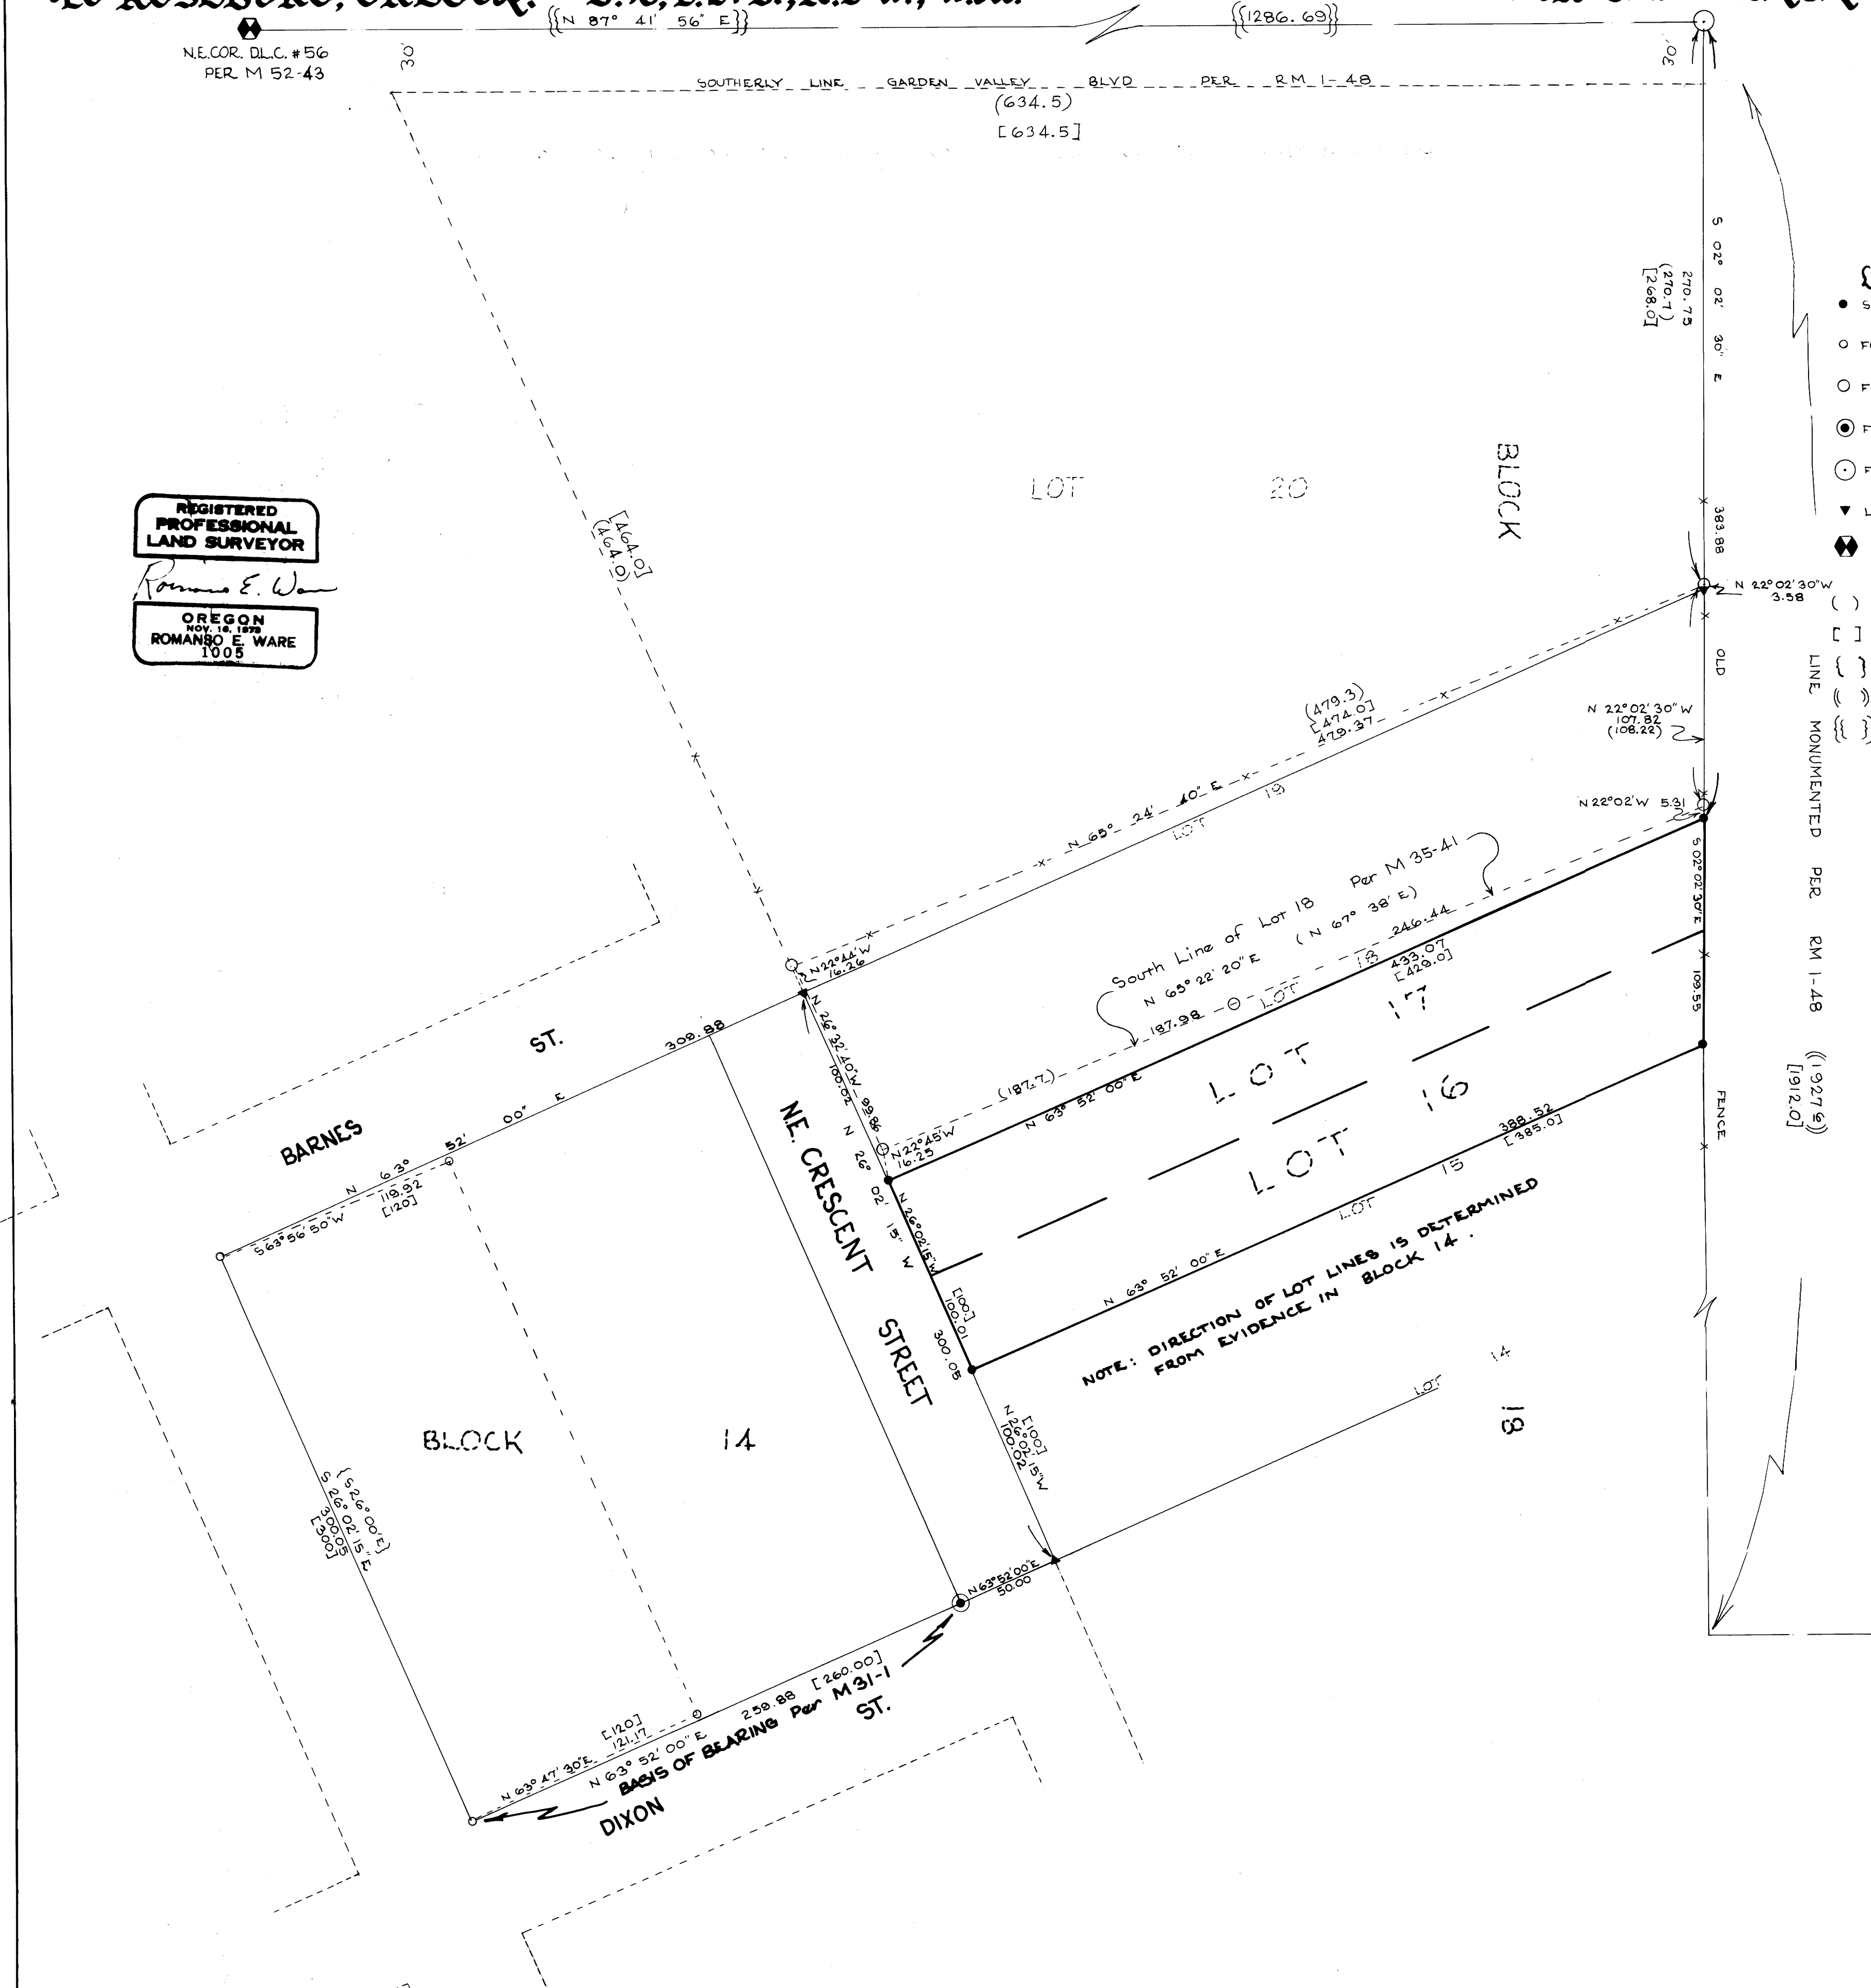 {{N 87° 41' 56" E}}
{{1286.69}}
N.E. COR. D.L.C. #56
PER M 52-43
30'
30'
SOUTHERLY LINE GARDEN VALLEY BLVD PER RM 1-48
(634.5)
[634.5]
S 02° 02' 30" E
270.75
(270.7)
[268.0]
383.88
[464.0]
(464.0)
LOT 20
BLOCK
REGISTERED
PROFESSIONAL
LAND SURVEYOR
OREGON
ROMANSO E. WARE
1005
N 22°02'30"W
3.58
( )
[ ]
{ }
(( ))
{{ }}
OLD
LINE MONUMENTED PER RM 1-48 ((1927.6))
[1912.0]
(479.3)
[474.0]
479.37
N 65° 24' 40" E
LOT 19
N 22°02'30"W
107.82
(108.22)
N 22°02'W 5.31
S 02°02'30"E
109.55
FENCE
South Line of Lot 18 Per M 35-41
N 65° 22' 20" E (N 67° 38' E)
246.44
187.98
(187.7)
LOT 18
433.07
[429.0]
N 63° 52' 00" E
LOT 17
LOT 16
388.52
[385.0]
N 63° 52' 00" E
LOT 15
NOTE: DIRECTION OF LOT LINES IS DETERMINED
FROM EVIDENCE IN BLOCK 14.
N 22°44'W
16.26
N 26°32'40"W 99.86
100.02
N 26° 02' 15" W
N 22°45'W
16.25
N 26°02'15"W
[100.]
100.01
300.05
[100]
N 26°02'15"W
100.02
LOT 14
18
BARNES ST.
308.88
N 63° 52' 00" E
119.92
[120]
S 63° 56' 50" W
N.E. CRESCENT STREET
BLOCK 14
{S 26° 00' E}
S 26° 02' 15" E
300.05
[300]
N 63°52'00"E
50.00
259.88 [260.00]
[120]
121.17
N 63° 47' 30"E
N 63° 52' 00" E
BASIS OF BEARING Per M 31-1
DIXON ST.